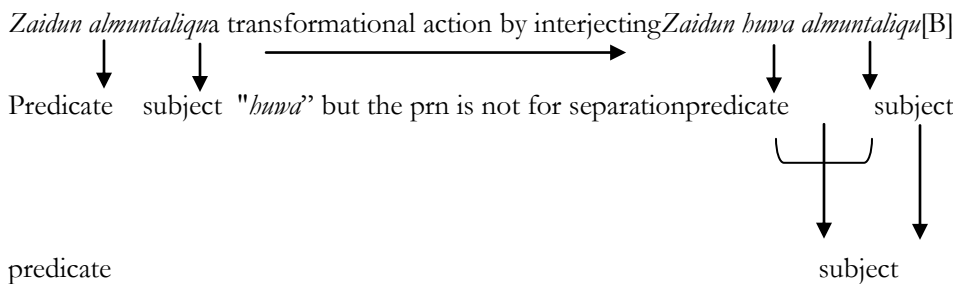 Zaidun almuntaliqua transformational action by interjectingZaidun huwa almuntaliqu[B]
Predicate subject "huwa” but the prn is not for separationpredicate subject
predicate subject